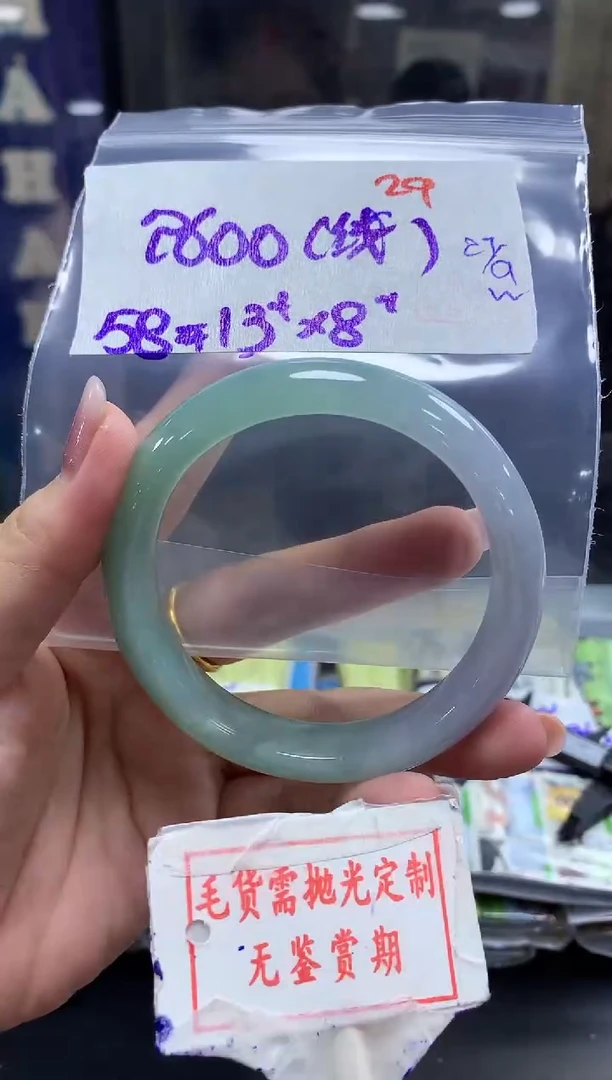 29
2600(线)
58=13⁺×8⁺
毛货需抛光定制
无鉴赏期